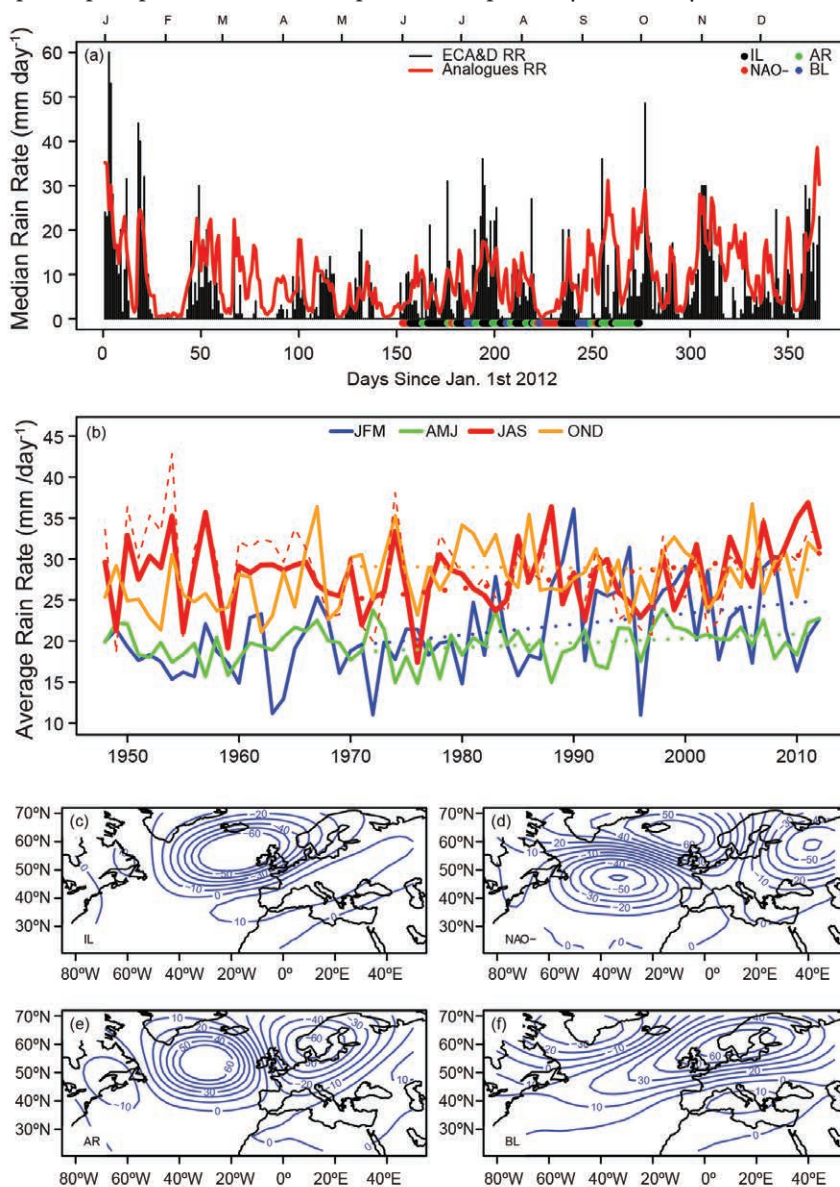 J F M A M J J A S O N D
(a) ECA&D RR IL AR
Analogues RR NAO− BL
Median Rain Rate (mm day-1)
60
50
40
30
20
10
0
0 50 100 150 200 250 300 350
Days Since Jan. 1st 2012
(b) JFM AMJ JAS OND
Average Rain Rate (mm /day-1)
45
40
35
30
25
20
15
10
1950 1960 1970 1980 1990 2000 2010
(c) (d)
70ºN 70ºN
60ºN 60ºN
50ºN 50ºN
40ºN 40ºN
30ºN 30ºN
IL NAO−
80ºW 60ºW 40ºW 20ºW 0º 20ºE 40ºE 80ºW 60ºW 40ºW 20ºW 0º 20ºE 40ºE
(e) (f)
70ºN 70ºN
60ºN 60ºN
50ºN 50ºN
40ºN 40ºN
30ºN 30ºN
AR BL
80ºW 60ºW 40ºW 20ºW 0º 20ºE 40ºE 80ºW 60ºW 40ºW 20ºW 0º 20ºE 40ºE